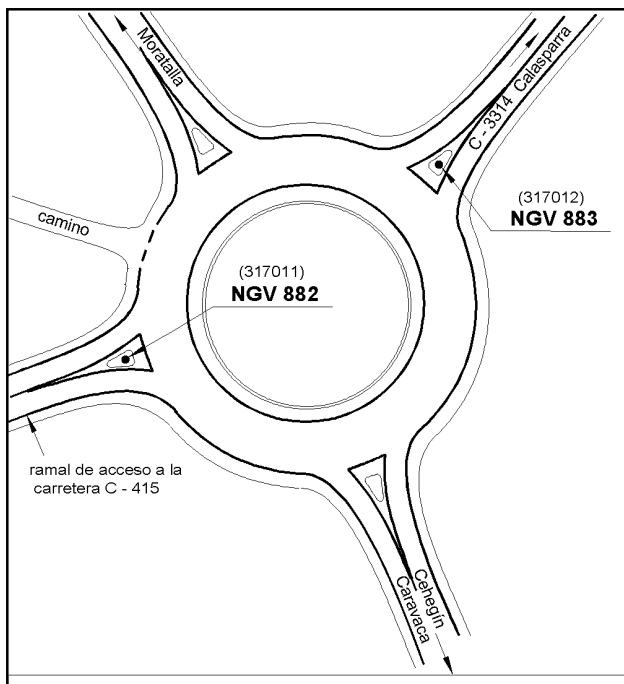 Moratalla
C - 3314 Calasparra
camino
(317012)
NGV 883
(317011)
NGV 882
ramal de acceso a la
carretera C - 415
Cehegín
Caravaca